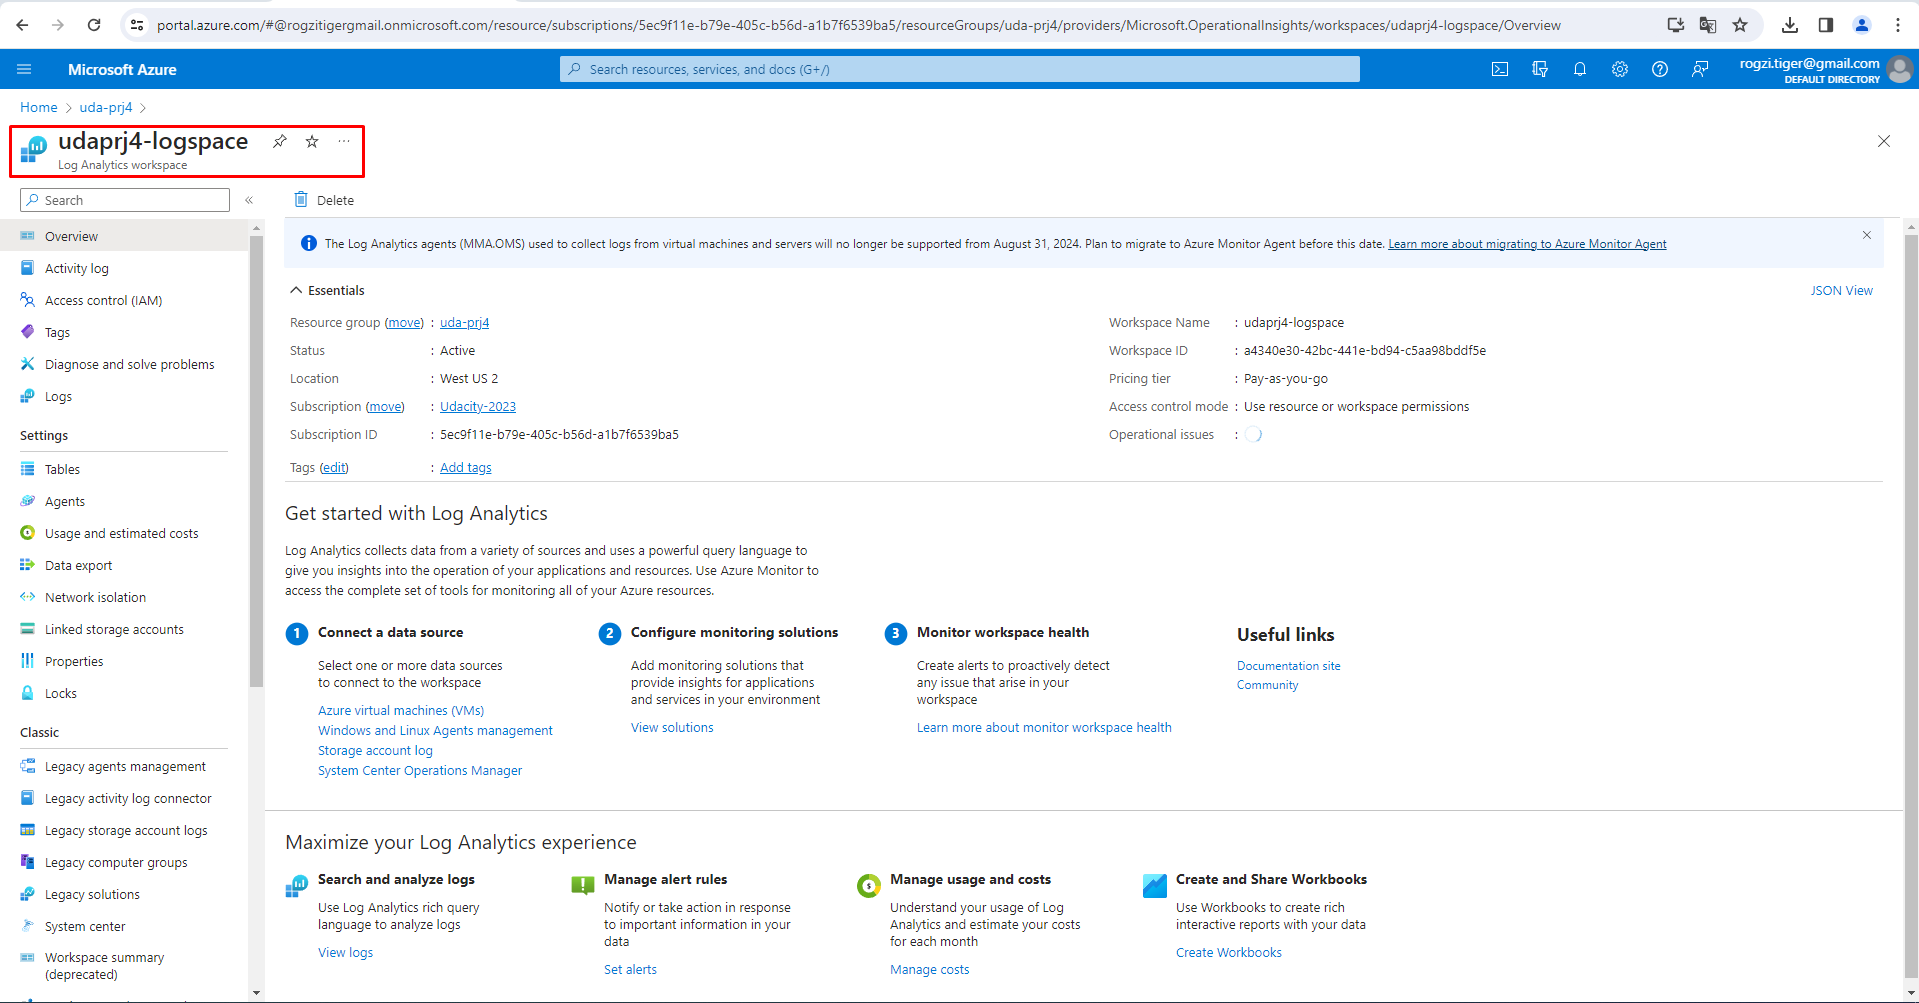 portal.azure.com/#@rogzitigergmail.onmicrosoft.com/resource/subscriptions/5ec9f11e-b79e-405c-b56d-a1b7f6539ba5/resourceGroups/uda-prj4/providers/Microsoft.OperationalInsights/workspaces/udaprj4-logspace/Overview
Microsoft Azure
Search resources, services, and docs (G+/)
rogzi.tiger@gmail.com
DEFAULT DIRECTORY
Home > uda-prj4 >
udaprj4-logspace
Log Analytics workspace
Search
Delete
Overview
Activity log
Access control (IAM)
Tags
Diagnose and solve problems
Logs
Settings
Tables
Agents
Usage and estimated costs
Data export
Network isolation
Linked storage accounts
Properties
Locks
Classic
Legacy agents management
Legacy activity log connector
Legacy storage account logs
Legacy computer groups
Legacy solutions
System center
Workspace summary
(deprecated)
The Log Analytics agents (MMA.OMS) used to collect logs from virtual machines and servers will no longer be supported from August 31, 2024. Plan to migrate to Azure Monitor Agent before this date. Learn more about migrating to Azure Monitor Agent
Essentials
JSON View
Resource group (move) : uda-prj4
Status : Active
Location : West US 2
Subscription (move) : Udacity-2023
Subscription ID : 5ec9f11e-b79e-405c-b56d-a1b7f6539ba5
Tags (edit) : Add tags
Workspace Name : udaprj4-logspace
Workspace ID : a4340e30-42bc-441e-bd94-c5aa98bddf5e
Pricing tier : Pay-as-you-go
Access control mode : Use resource or workspace permissions
Operational issues :
Get started with Log Analytics
Log Analytics collects data from a variety of sources and uses a powerful query language to
give you insights into the operation of your applications and resources. Use Azure Monitor to
access the complete set of tools for monitoring all of your Azure resources.
1 Connect a data source
Select one or more data sources
to connect to the workspace
Azure virtual machines (VMs)
Windows and Linux Agents management
Storage account log
System Center Operations Manager
2 Configure monitoring solutions
Add monitoring solutions that
provide insights for applications
and services in your environment
View solutions
3 Monitor workspace health
Create alerts to proactively detect
any issue that arise in your
workspace
Learn more about monitor workspace health
Useful links
Documentation site
Community
Maximize your Log Analytics experience
Search and analyze logs
Use Log Analytics rich query
language to analyze logs
View logs
Manage alert rules
Notify or take action in response
to important information in your
data
Set alerts
Manage usage and costs
Understand your usage of Log
Analytics and estimate your costs
for each month
Manage costs
Create and Share Workbooks
Use Workbooks to create rich
interactive reports with your data
Create Workbooks